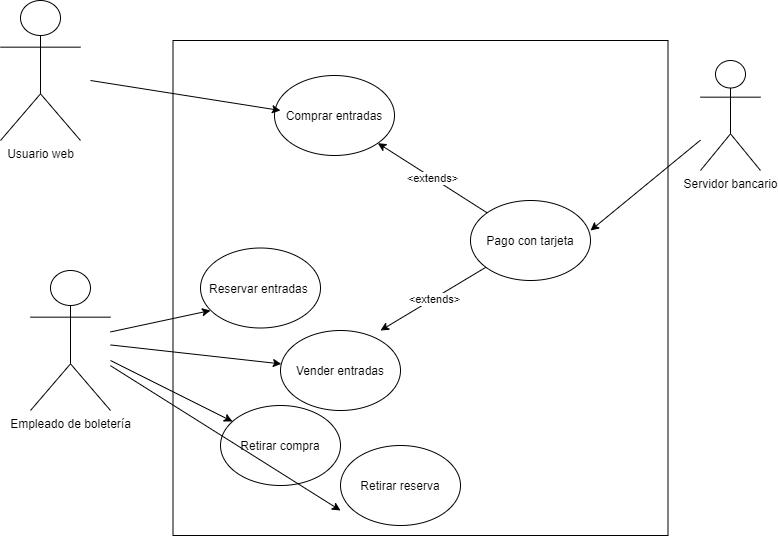 Comprar entradas
Usuario web
<extends>
Servidor bancario
Pago con tarjeta
Reservar entradas
<extends>
Vender entradas
Empleado de boletería
Retirar compra
Retirar reserva